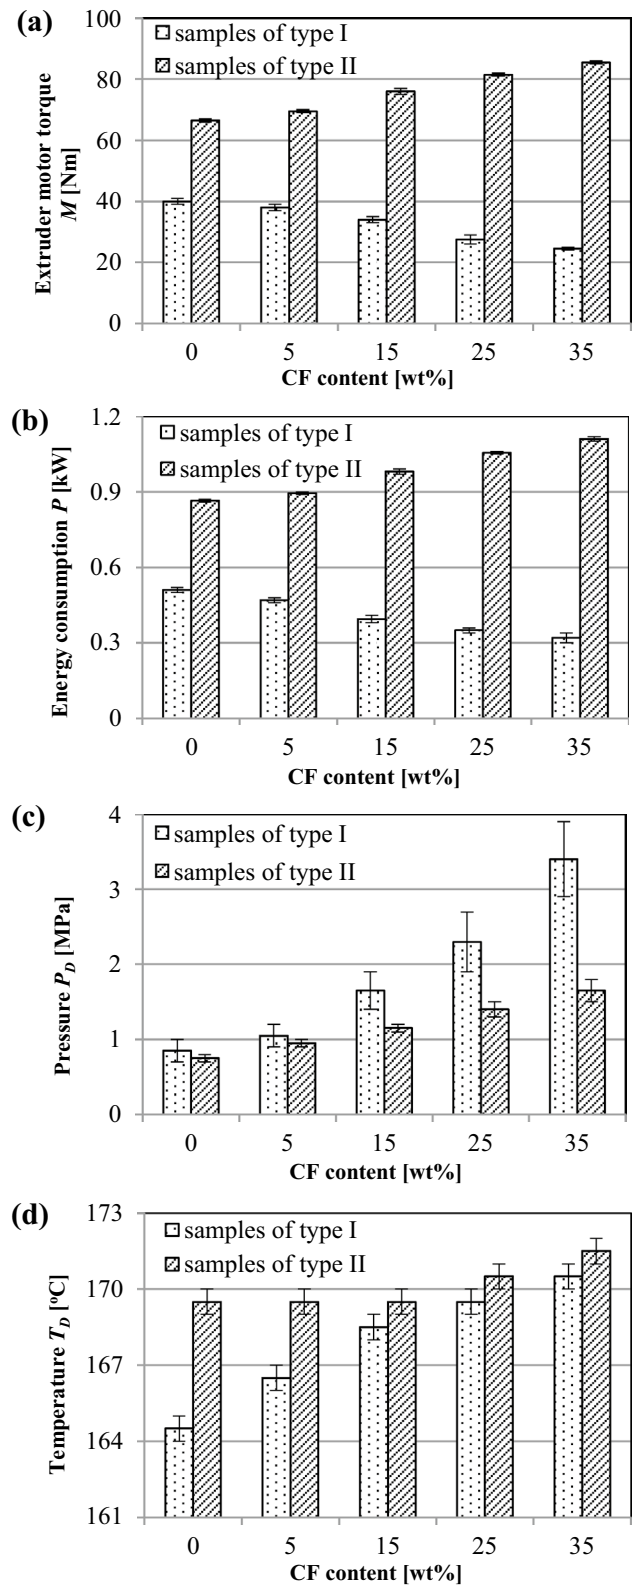 (a)
Extruder motor torque
M [Nm]
100
80
60
40
20
0
samples of type I
samples of type II
0 5 15 25 35
CF content [wt%]
(b)
Energy consumption P [kW]
1.2
0.9
0.6
0.3
0
samples of type I
samples of type II
0 5 15 25 35
CF content [wt%]
(c)
Pressure P_D [MPa]
4
3
2
1
0
samples of type I
samples of type II
0 5 15 25 35
CF content [wt%]
(d)
Temperature T_D [ºC]
173
170
167
164
161
samples of type I
samples of type II
0 5 15 25 35
CF content [wt%]